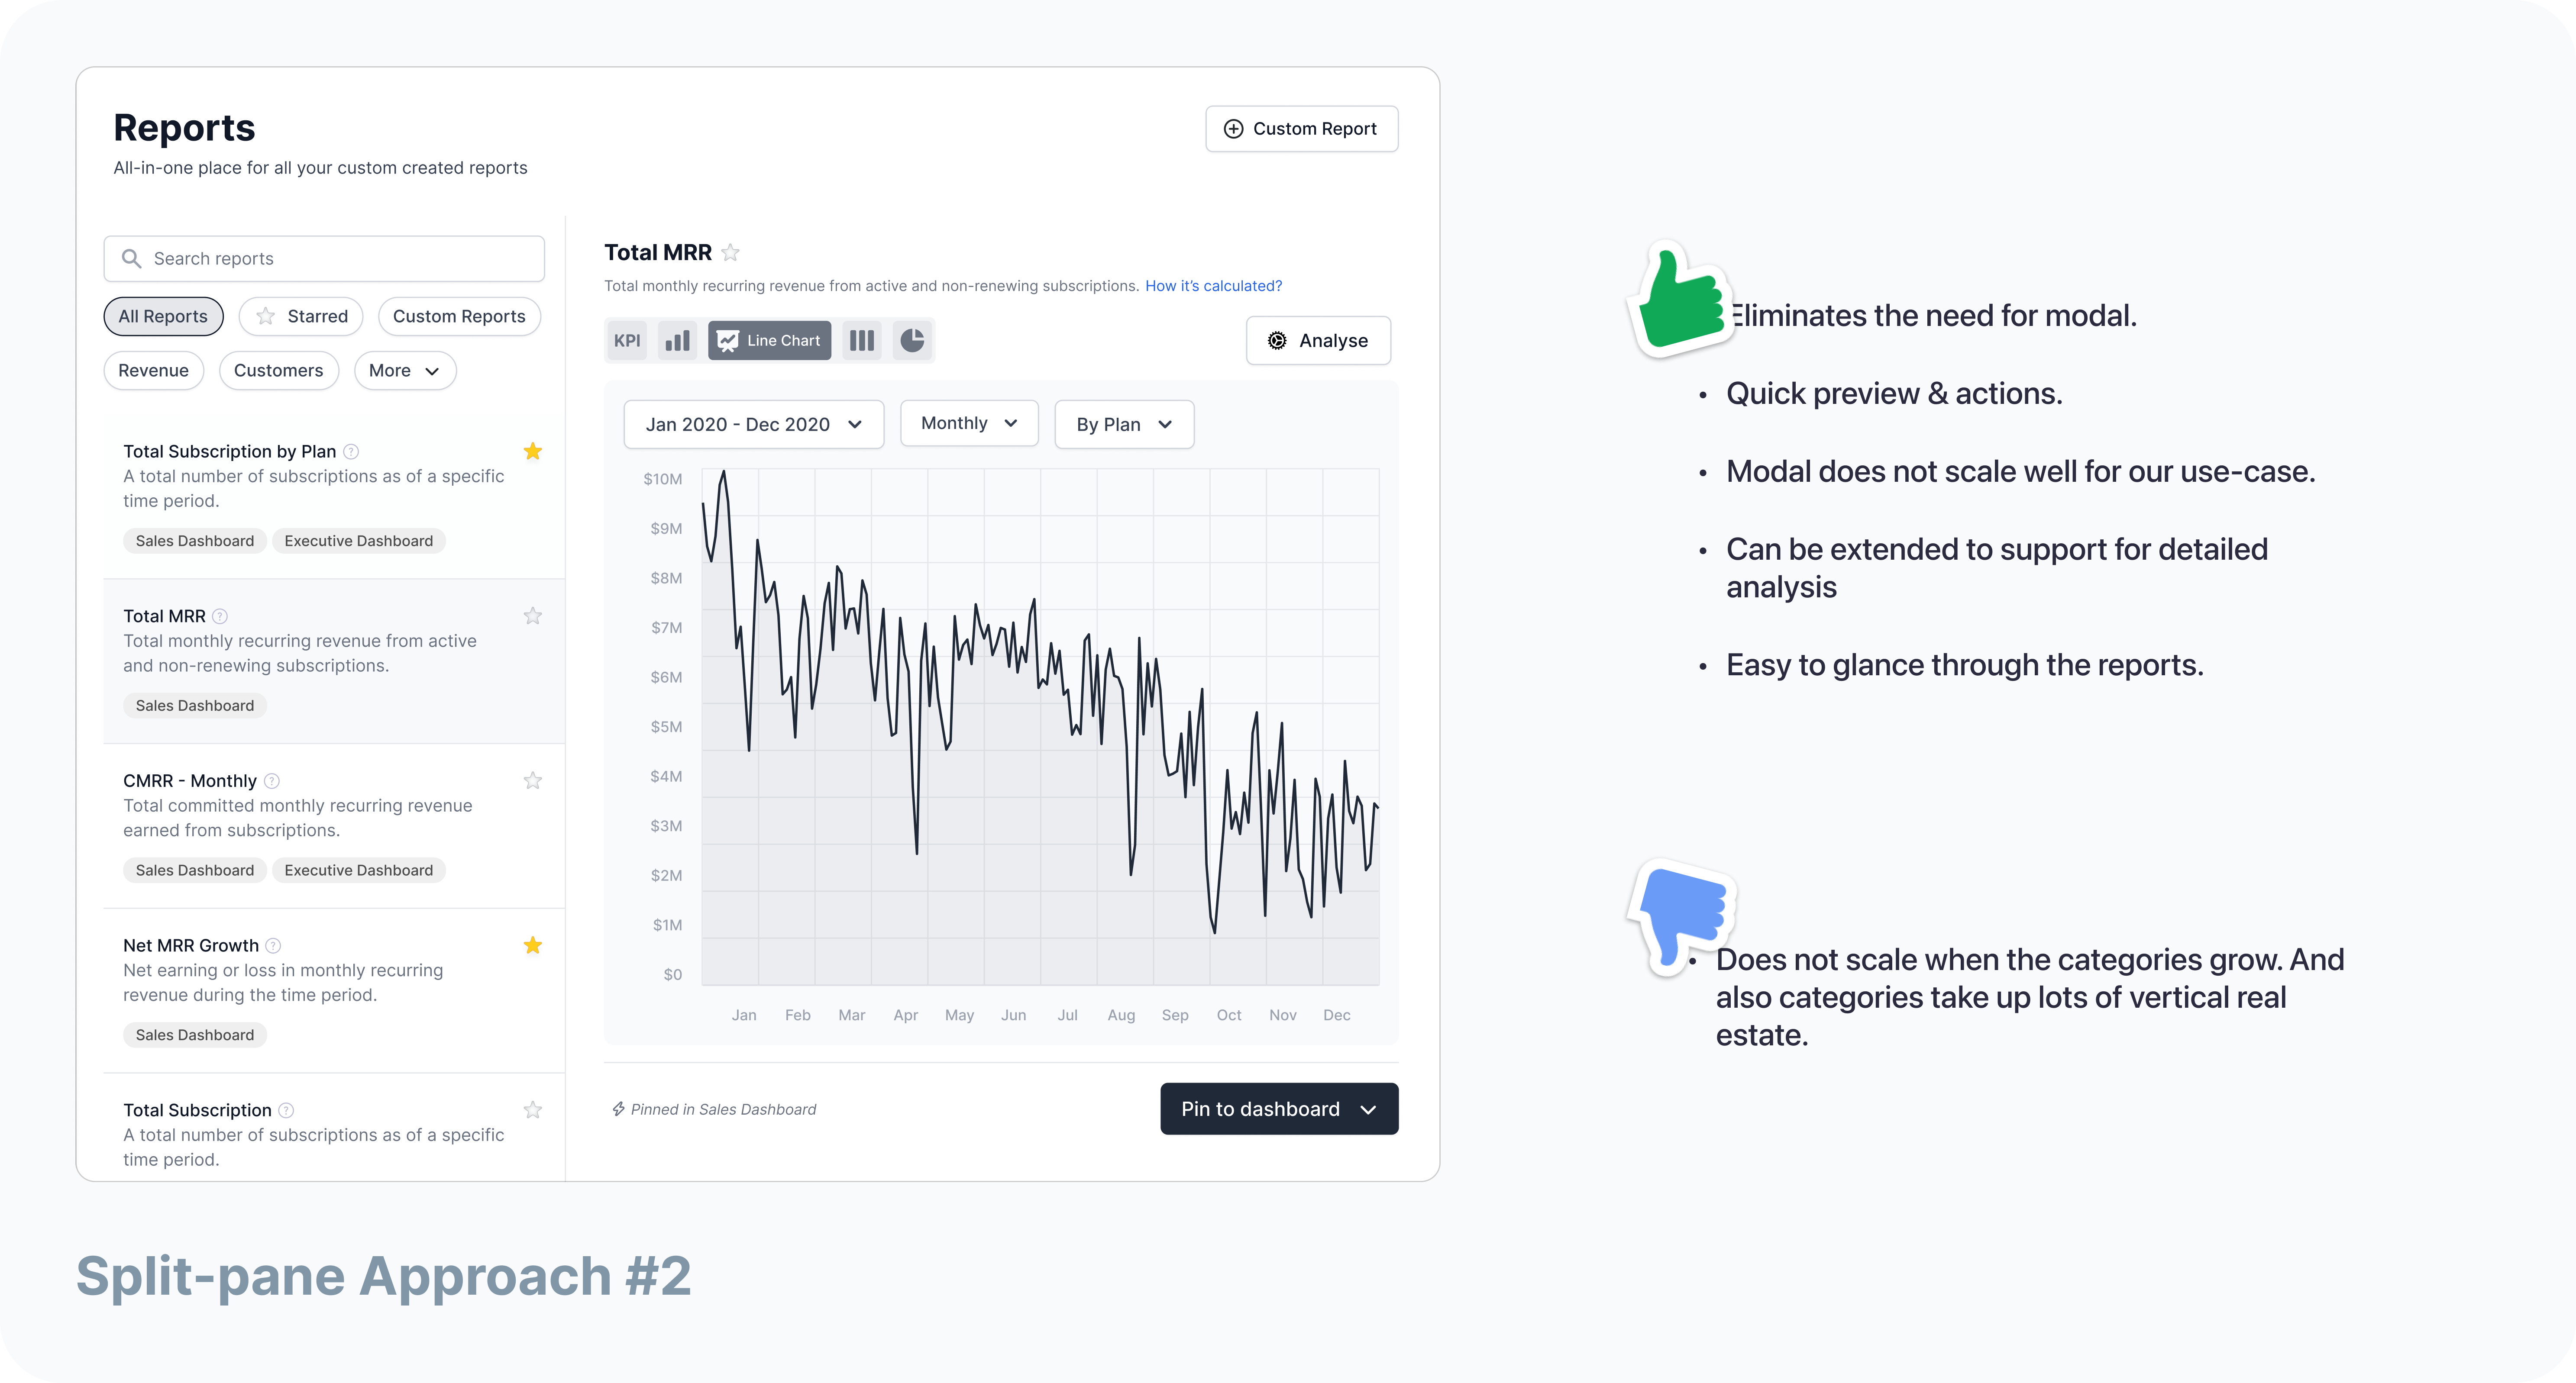 Reports
All-in-one place for all your custom created reports
Custom Report
Search reports
All Reports
Starred
Custom Reports
Revenue
Customers
More
Total Subscription by Plan ?
A total number of subscriptions as of a specific
time period.
Sales Dashboard
Executive Dashboard
Total MRR ?
Total monthly recurring revenue from active
and non-renewing subscriptions.
Sales Dashboard
CMRR - Monthly ?
Total committed monthly recurring revenue
earned from subscriptions.
Sales Dashboard
Executive Dashboard
Net MRR Growth ?
Net earning or loss in monthly recurring
revenue during the time period.
Sales Dashboard
Total Subscription ?
A total number of subscriptions as of a specific
time period.
Total MRR
Total monthly recurring revenue from active and non-renewing subscriptions. How it's calculated?
KPI
Line Chart
Analyse
Jan 2020 - Dec 2020
Monthly
By Plan
$10M
$9M
$8M
$7M
$6M
$5M
$4M
$3M
$2M
$1M
$0
Jan Feb Mar Apr May Jun Jul Aug Sep Oct Nov Dec
Pinned in Sales Dashboard
Pin to dashboard
Eliminates the need for modal.
• Quick preview & actions.
• Modal does not scale well for our use-case.
• Can be extended to support for detailed
analysis
• Easy to glance through the reports.
• Does not scale when the categories grow. And
also categories take up lots of vertical real
estate.
Split-pane Approach #2